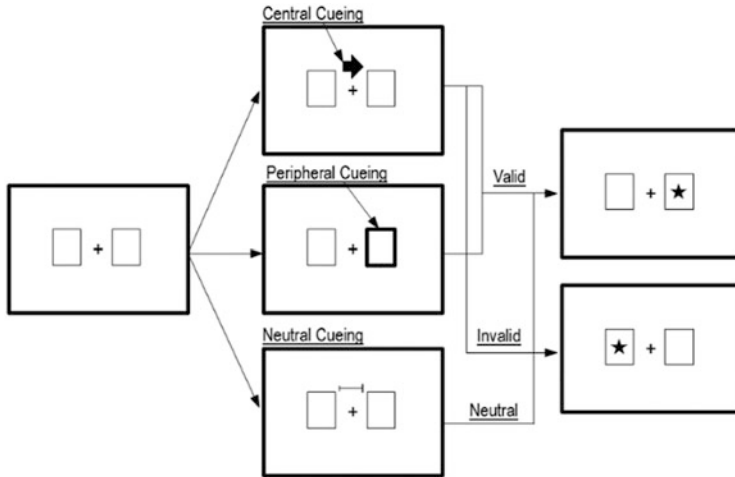 Central Cueing
Peripheral Cueing
Valid
Neutral Cueing
Invalid
Neutral